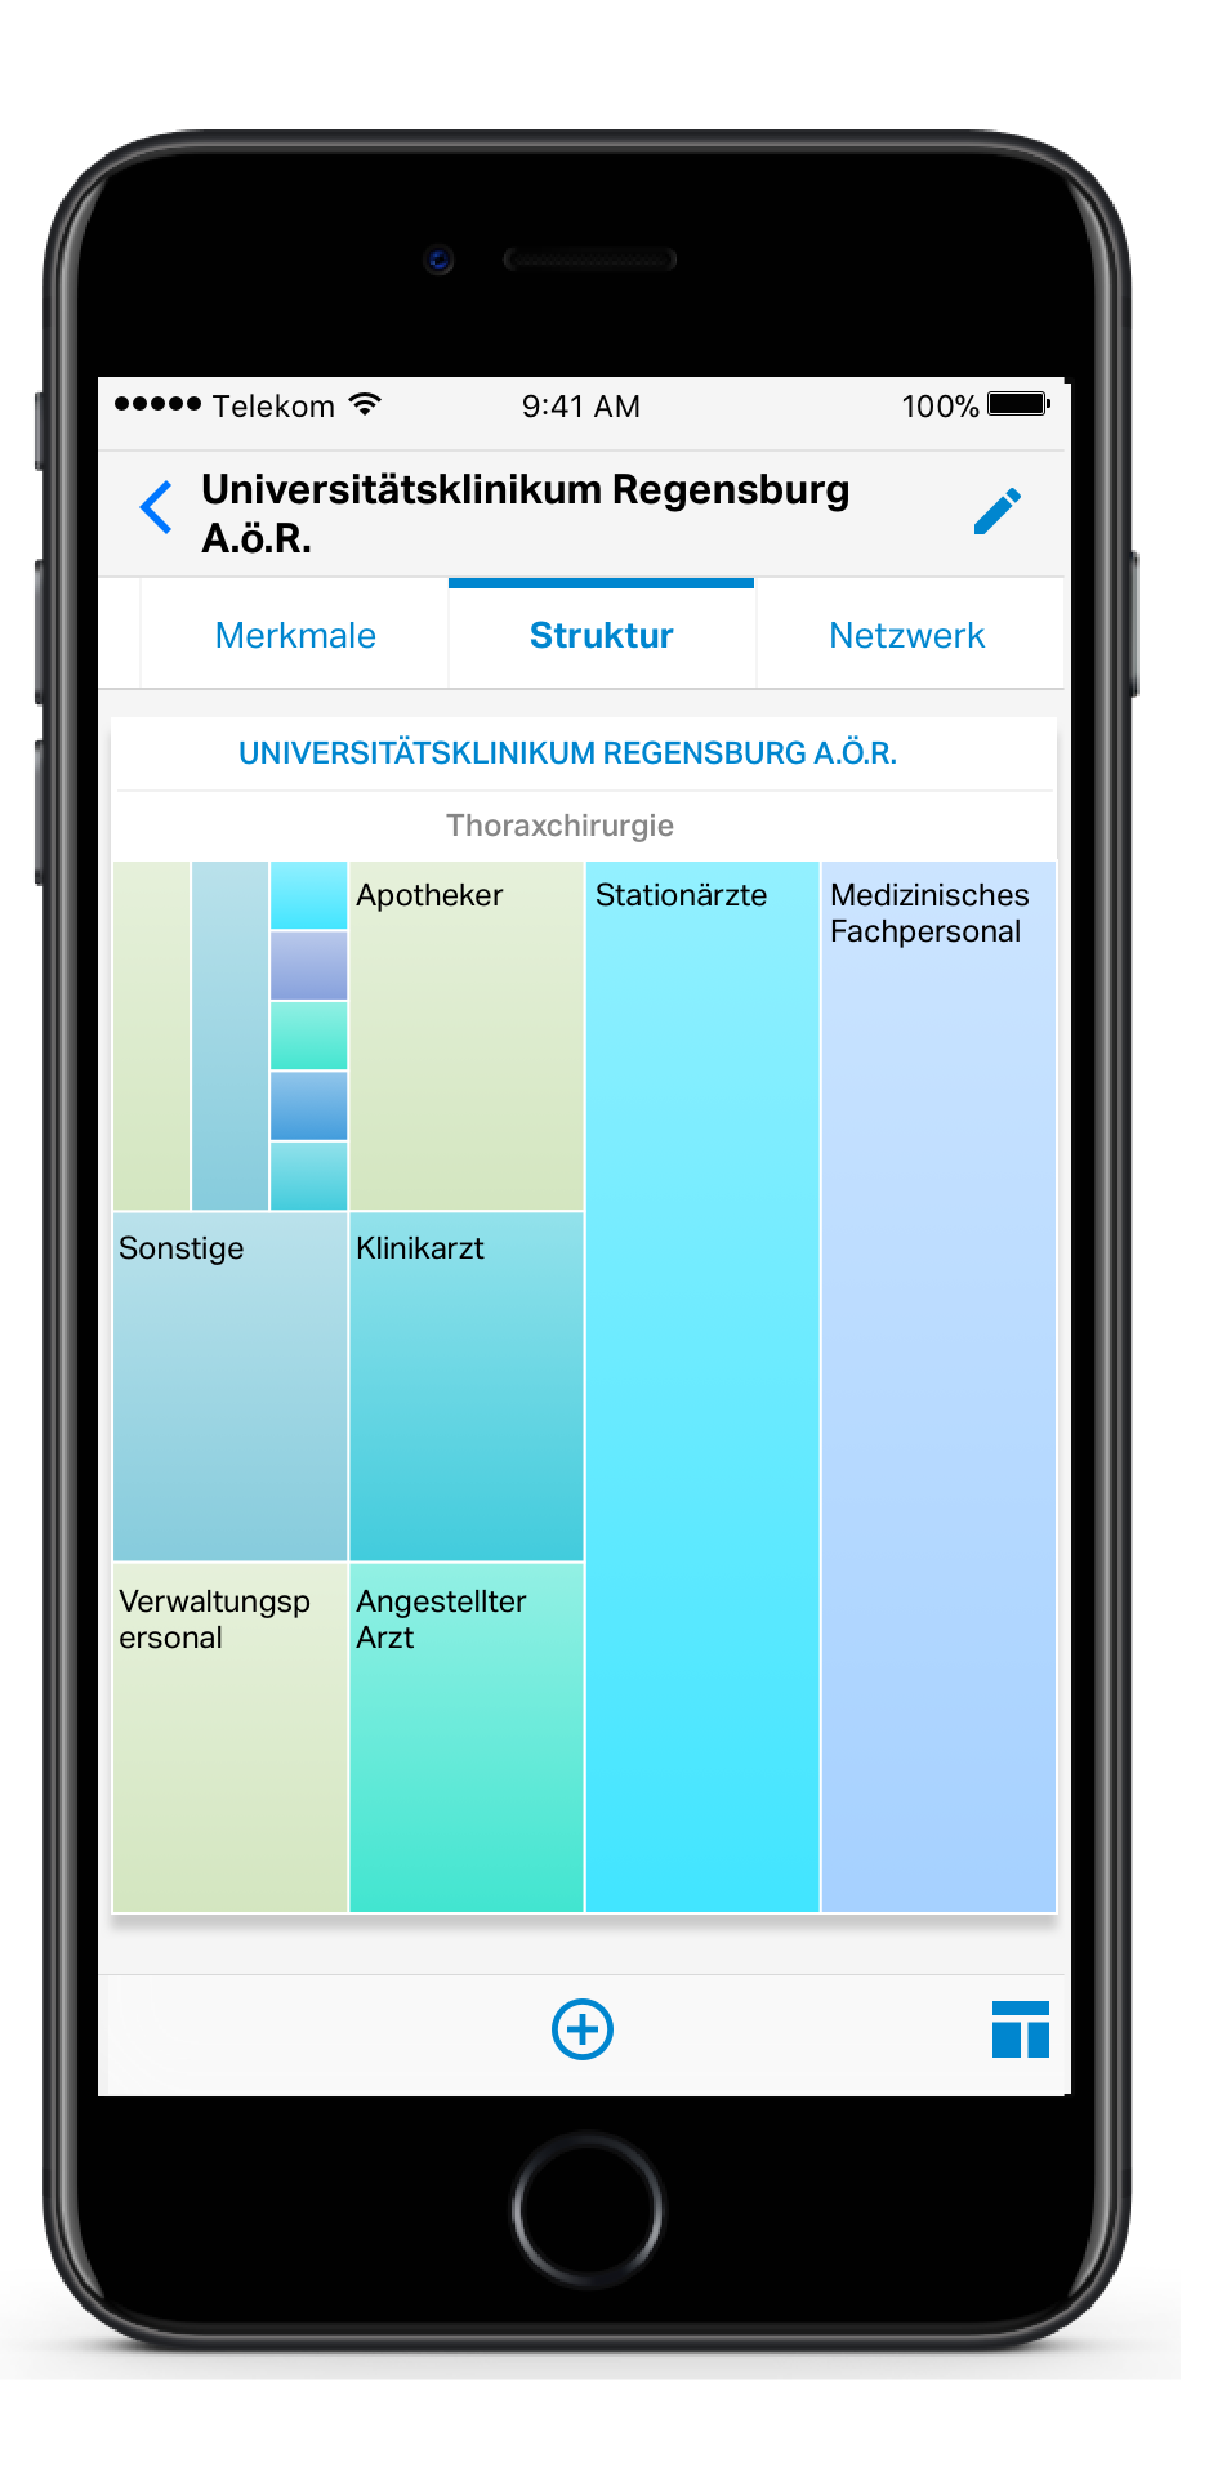 Telekom 9:41 AM 100%
Universitätsklinikum Regensburg
A.ö.R.
Merkmale Struktur Netzwerk
UNIVERSITÄTSKLINIKUM REGENSBURG A.Ö.R.
Thoraxchirurgie
Apotheker Stationärzte Medizinisches
Fachpersonal
Sonstige Klinikarzt
Verwaltungsp Angestellter
ersonal Arzt